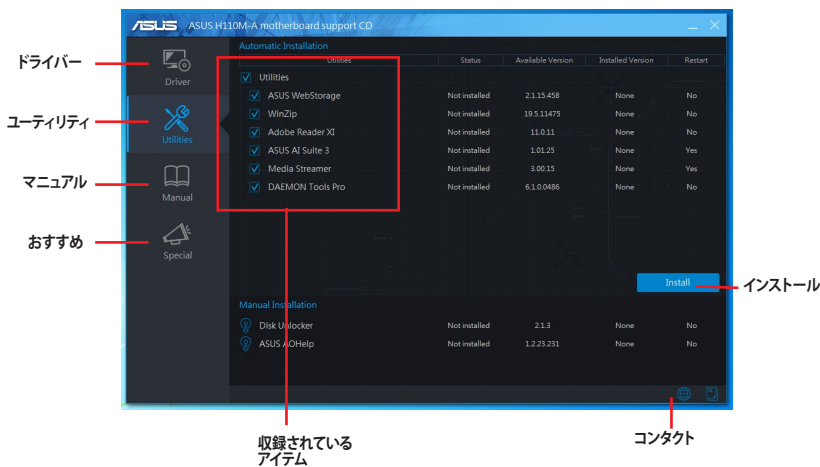 ASUS ASUS H110M-A motherboard support CD
ドライバー
ユーティリティ
マニュアル
おすすめ
Driver
Utilities
Manual
Special
Automatic Installation
Utilities Status Available Version Installed Version Restart
Utilities
ASUS WebStorage Not installed 2.1.15.458 None No
WInZip Not installed 19.5.11475 None No
Adobe Reader XI Not installed 11.0.11 None No
ASUS AI Suite 3 Not installed 1.01.25 None Yes
Media Streamer Not installed 3.00.15 None Yes
DAEMON Tools Pro Not installed 6.1.0.0486 None No
Install
インストール
Manual Installation
Disk Unlocker Not installed 2.1.3 None No
ASUS AOHelp Not installed 1.2.23.231 None No
収録されている
アイテム
コンタクト